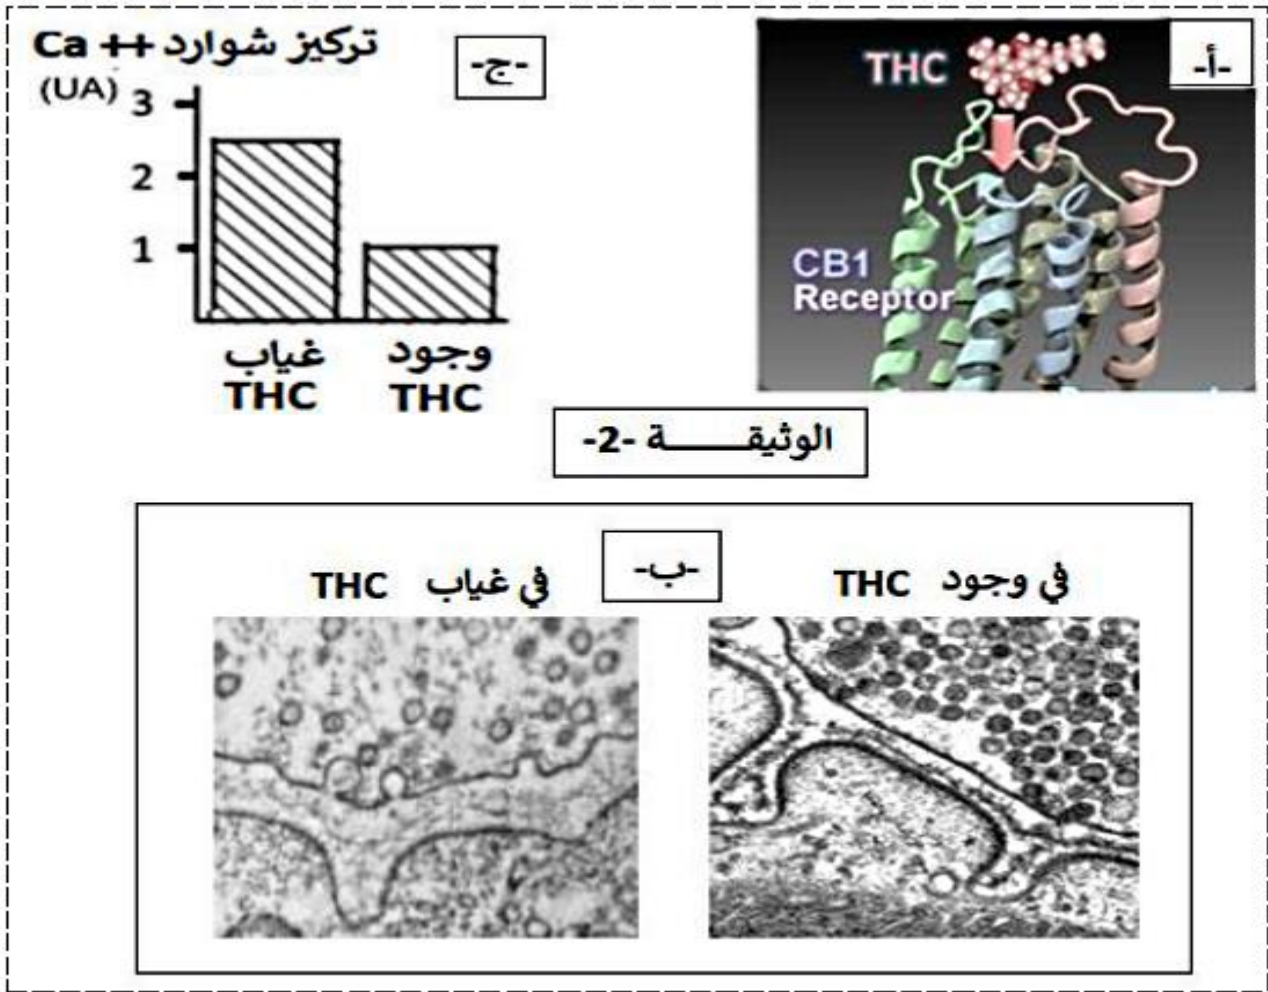 -أ-
THC
CB1
Receptor
-ج-
تركيز شوارد Ca ++
(UA)
3
2
1
غياب
THC
وجود
THC
الوثيقـــــــة -2-
-ب-
في وجود THC
في غياب THC